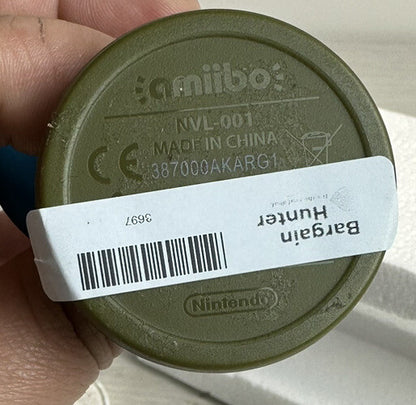 amiibo
NVL-001
MADE IN CHINA
CE
387000AKARG1
Bargain
Hunter
3697
Nintendo